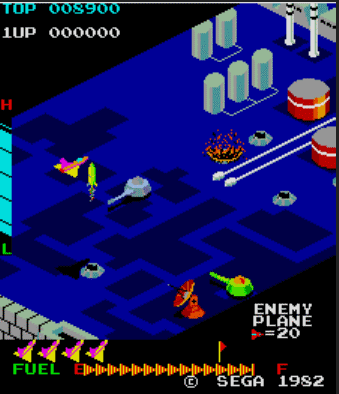 TOP 008900
1UP 000000
H
L
ENEMY
PLANE
=20
FUEL E F
© SEGA 1982